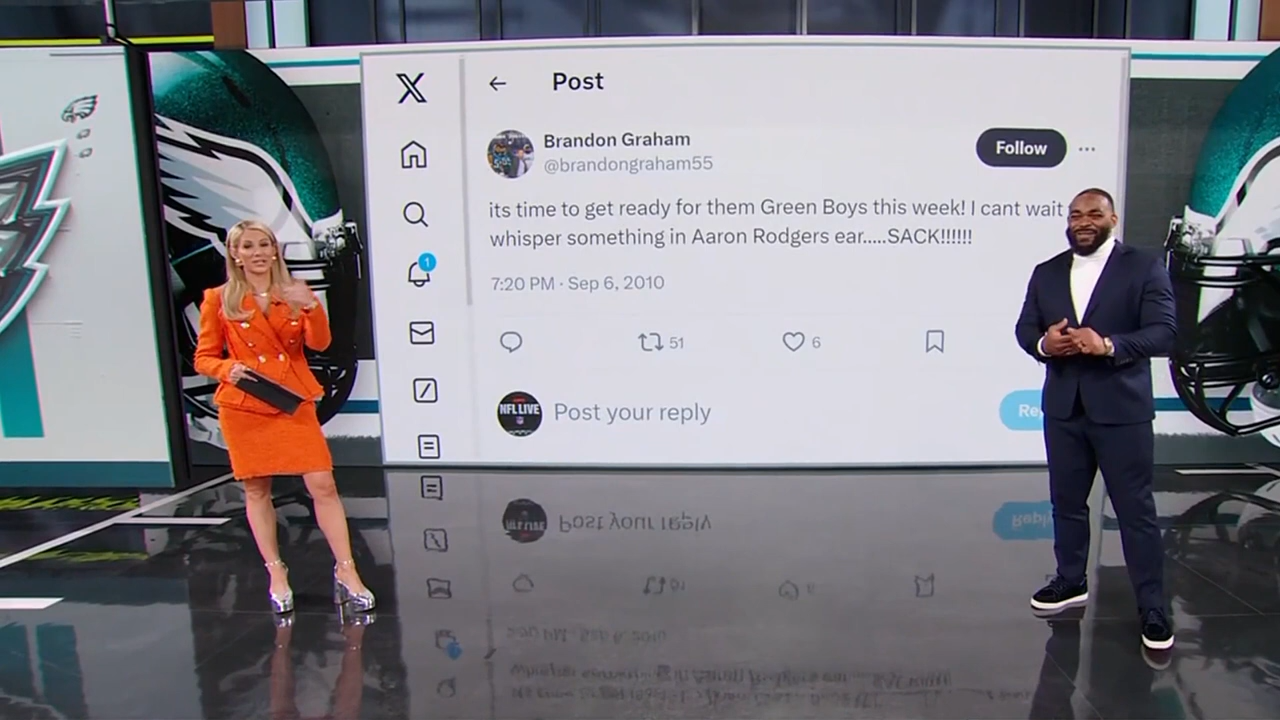 Post
Brandon Graham
@brandongraham55
Follow
its time to get ready for them Green Boys this week! I cant wait
whisper something in Aaron Rodgers ear.....SACK!!!!!!
7:20 PM · Sep 6, 2010
51
6
1
NFL LIVE
Post your reply
Re